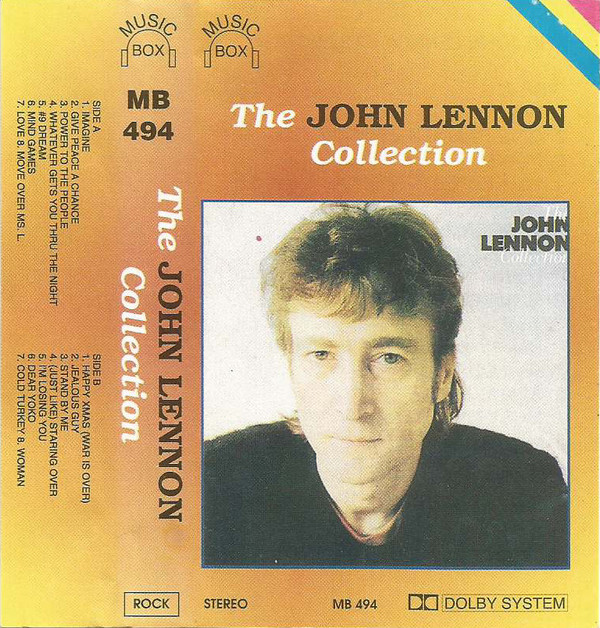 SIDE A
1. IMAGINE
2. GIVE PEACE A CHANCE
3. POWER TO THE PEOPLE
4. WHATEVER GETS YOU THRU THE NIGHT
5. #9 DREAM
6. MIND GAMES
7. LOVE 8. MOVE OVER MS. L.
SIDE B
1. HAPPY XMAS (WAR IS OVER)
2. JEALOUS GUY
3. STAND BY ME
4. (JUST LIKE) STARING OVER
5. I'M LOSING YOU
6. DEAR YOKO
7. COLD TURKEY 8. WOMAN
MUSIC
BOX
MB
494
The JOHN LENNON
Collection
ROCK
MUSIC
BOX
The JOHN LENNON
Collection
The
JOHN
LENNON
Collection
STEREO MB 494 DOLBY SYSTEM